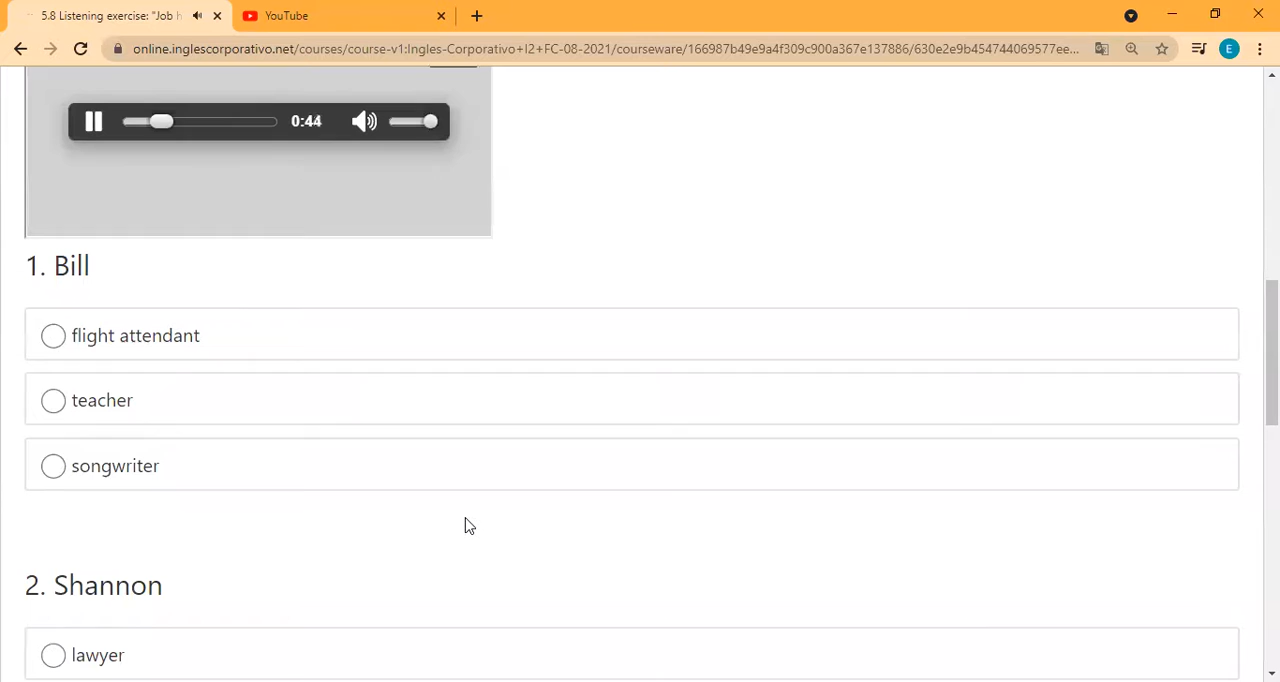 5.8 Listening exercise: "Job h
YouTube
online.inglescorporativo.net/courses/course-v1:Ingles-Corporativo+I2+FC-08-2021/courseware/166987b49e9a4f309c900a367e137886/630e2e9b454744069577ee...
E
0:44
1. Bill
flight attendant
teacher
songwriter
2. Shannon
lawyer